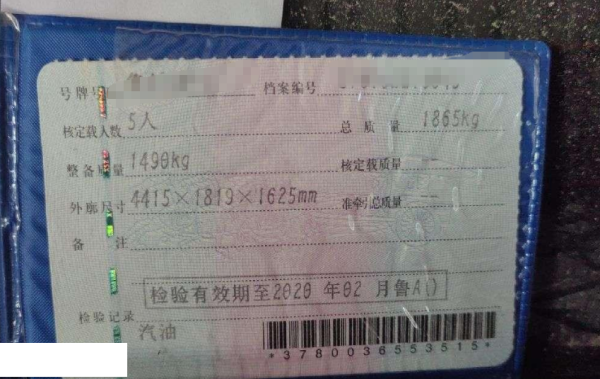 号牌号 档案编号
核定载人数 5人 总质量 1865kg
整备质量 1490kg 核定载质量 —
外廓尺寸 4415×1819×1625mm 准牵引总质量 —
备注
检验有效期至2020 年02 月鲁A()
检验记录
汽油
*3780036553515*